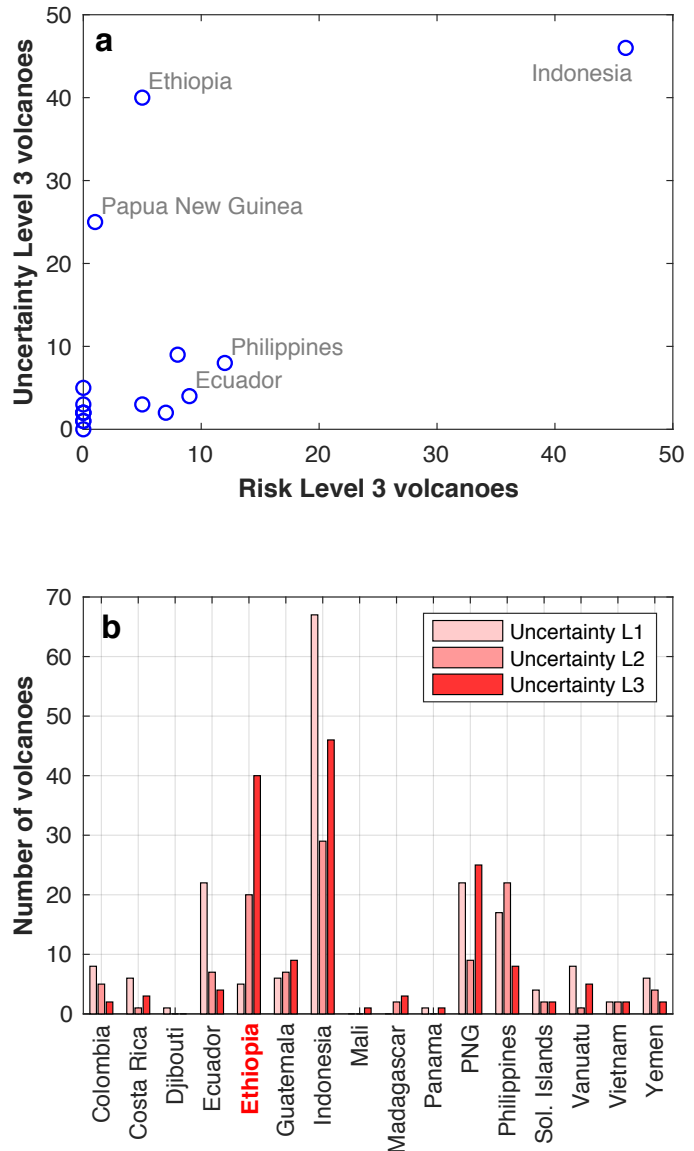 a
Ethiopia
Indonesia
Papua New Guinea
Philippines
Ecuador
50
40
30
20
10
0
0 10 20 30 40 50
Uncertainty Level 3 volcanoes
Risk Level 3 volcanoes
b
Uncertainty L1
Uncertainty L2
Uncertainty L3
70
60
50
40
30
20
10
0
Number of volcanoes
Colombia
Costa Rica
Djibouti
Ecuador
Ethiopia
Guatemala
Indonesia
Mali
Madagascar
Panama
PNG
Philippines
Sol. Islands
Vanuatu
Vietnam
Yemen